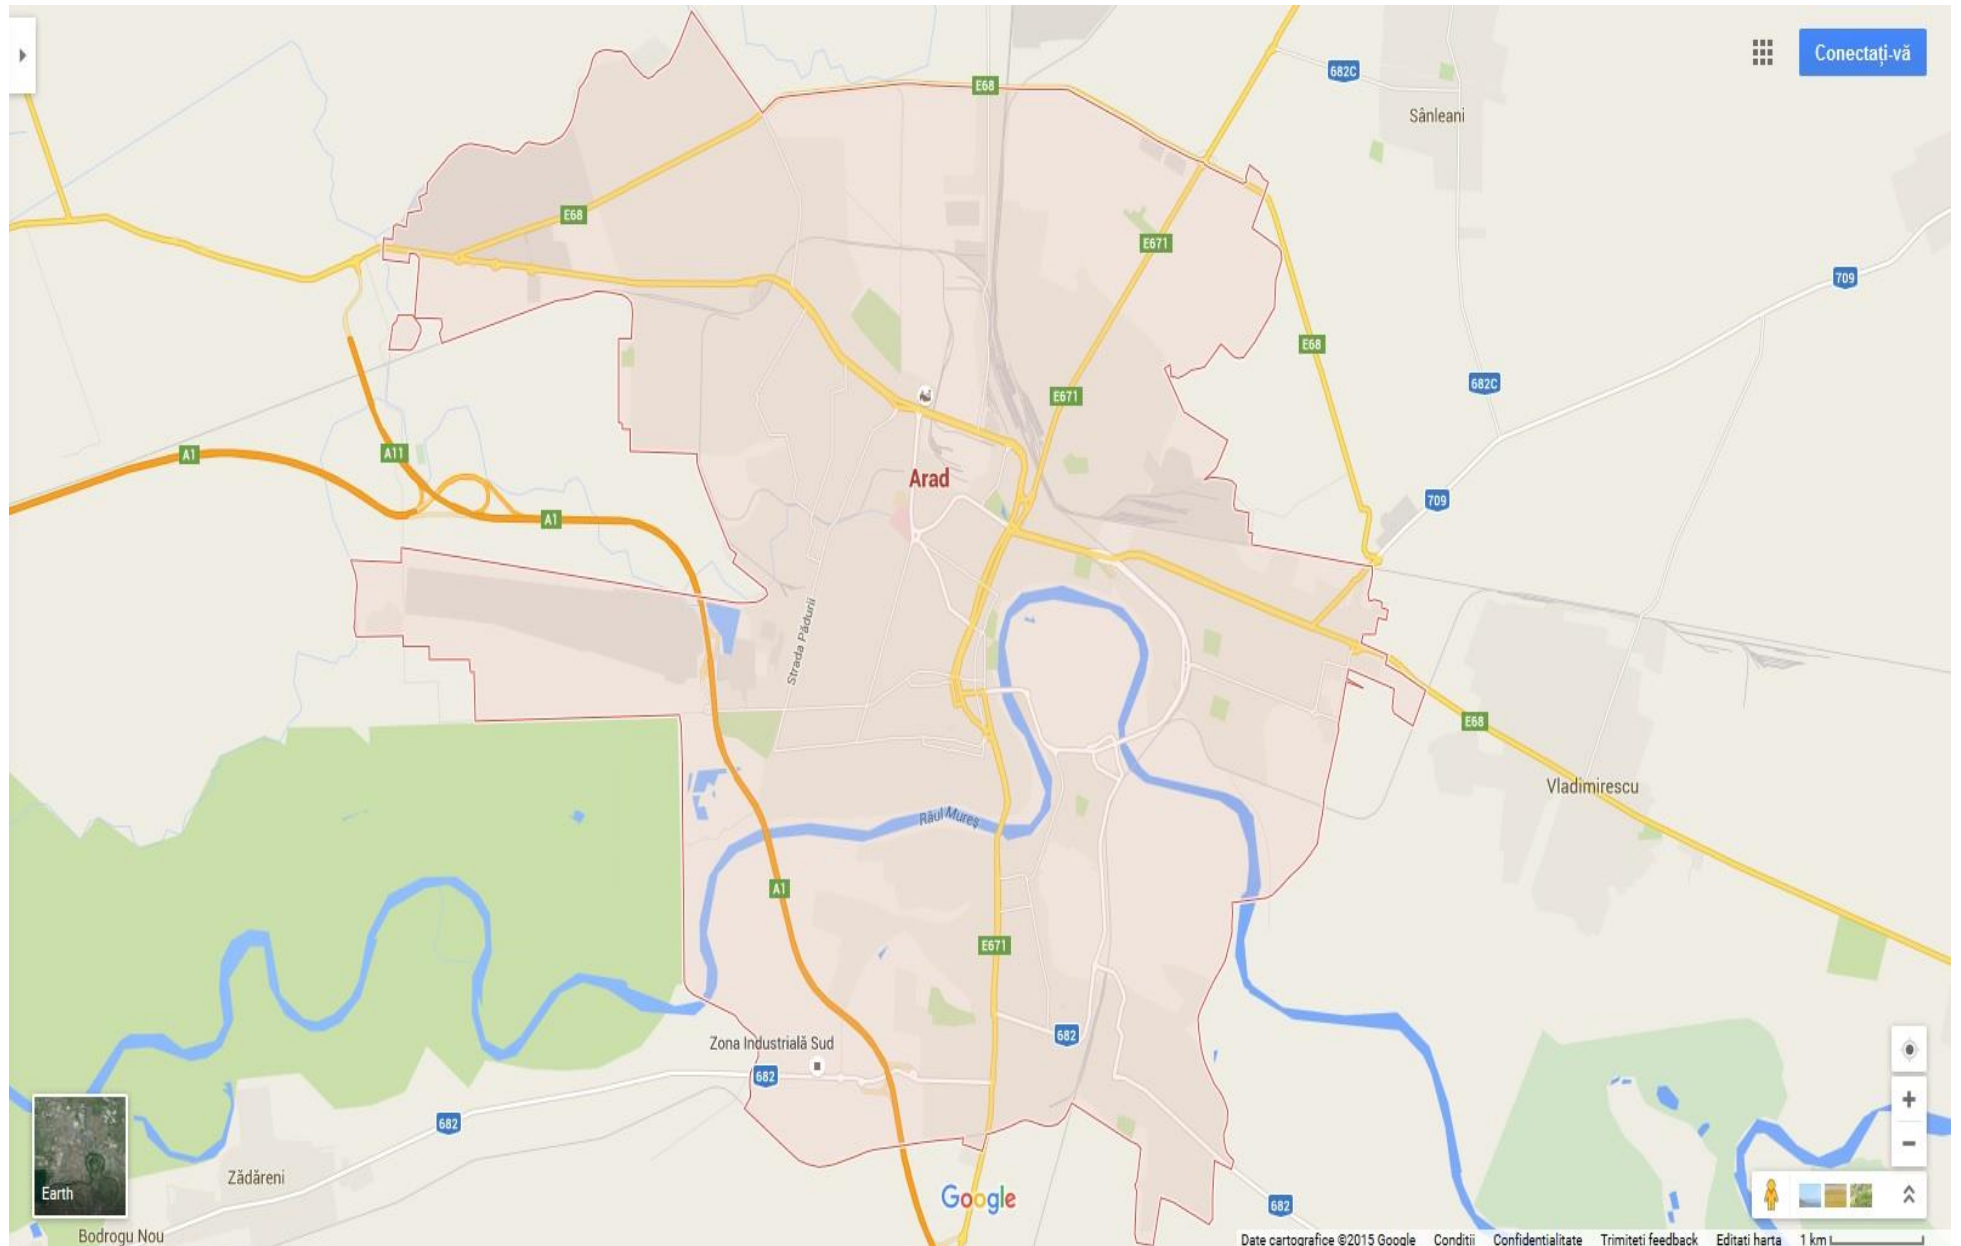 Conectați-vă
682C
E68
Sânleani
E68
E671
709
E68
682C
E671
A1
A11
Arad
709
A1
Strada Pădurii
E68
Vladimirescu
Râul Mureș
A1
E671
682
Zona Industrială Sud
682
682
Zădăreni
Earth
Google
682
Bodrogu Nou
Date cartografice ©2015 Google Condiții Confidențialitate Trimiteți feedback Editați harta 1 km